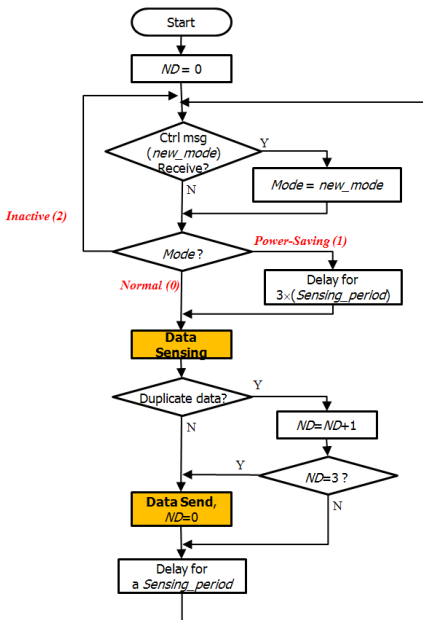 Start
ND = 0
Ctrl msg
(new_mode)
Receive?
Y
N
Mode = new_mode
Inactive (2)
Mode ?
Power-Saving (1)
Normal (0)
Delay for
3×(Sensing_period)
Data
Sensing
Duplicate data?
Y
N
ND=ND+1
ND=3 ?
Y
N
Data Send,
ND=0
Delay for
a Sensing_period